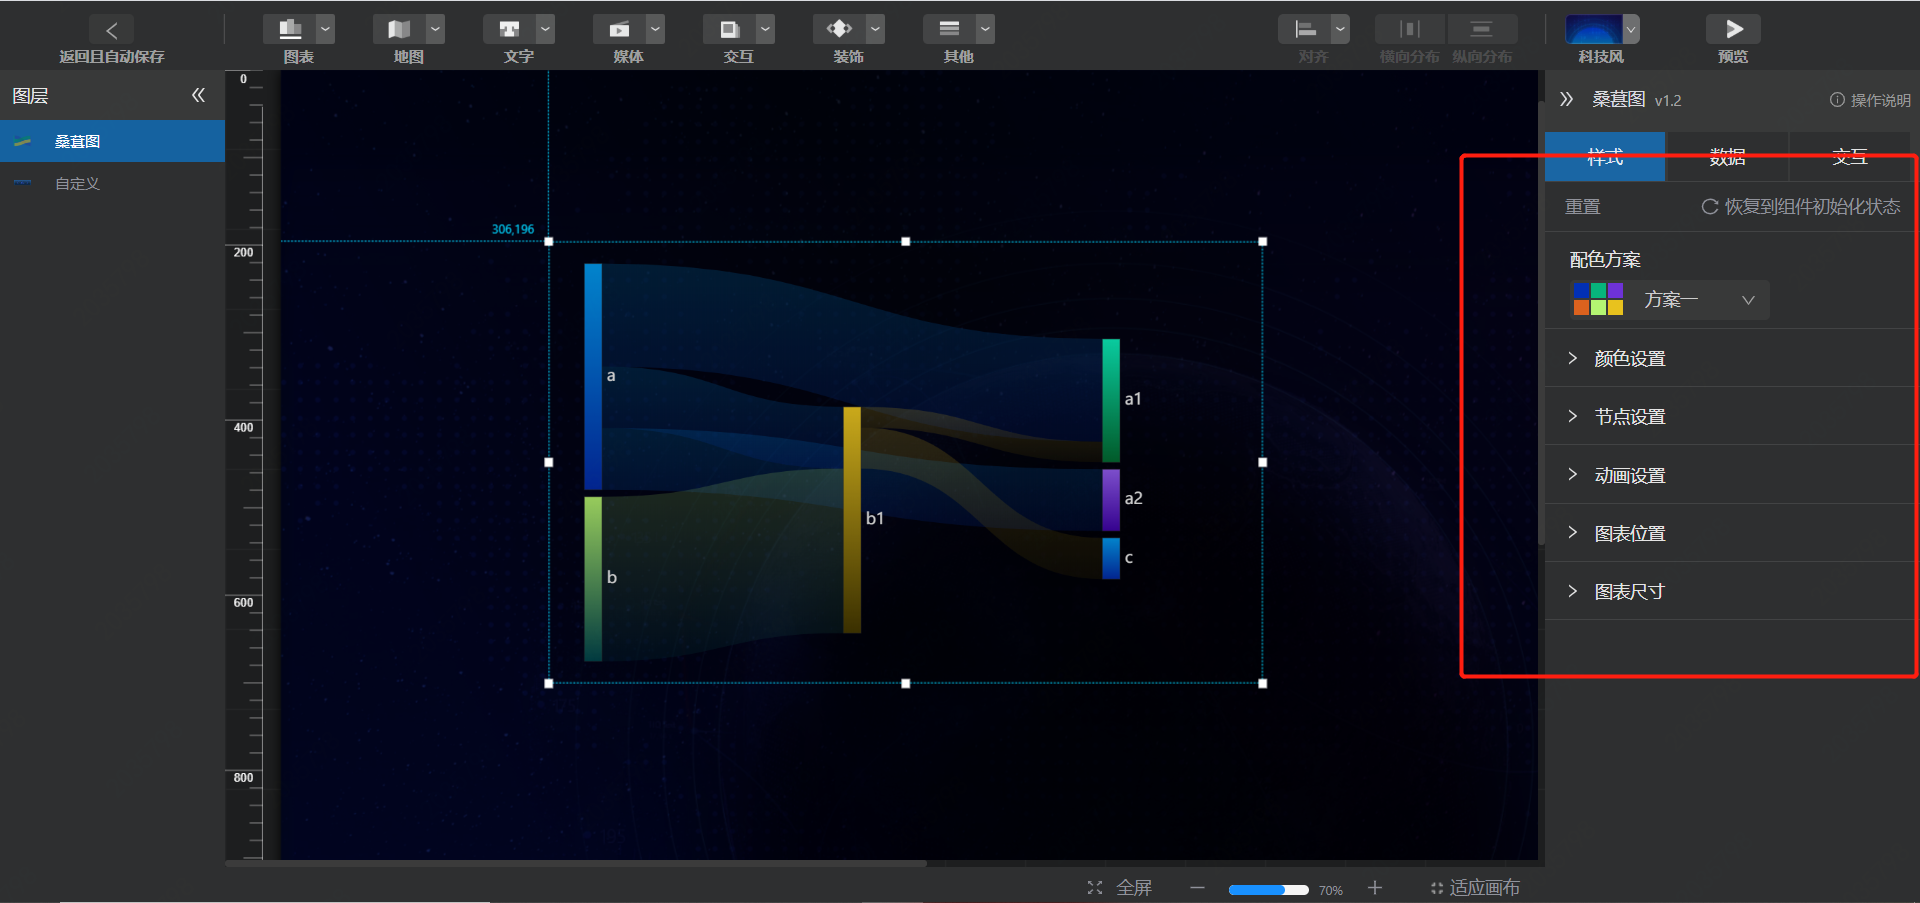 返回且自动保存
图表
地图
文字
媒体
交互
装饰
其他
对齐
横向分布
纵向分布
科技风
预览
图层
桑葚图
自定义
0
200
400
600
800
306,196
a
b
b1
a1
a2
c
桑葚图 v1.2
操作说明
样式
数据
交互
重置
恢复到组件初始化状态
配色方案
方案一
颜色设置
节点设置
动画设置
图表位置
图表尺寸
全屏
70%
适应画布